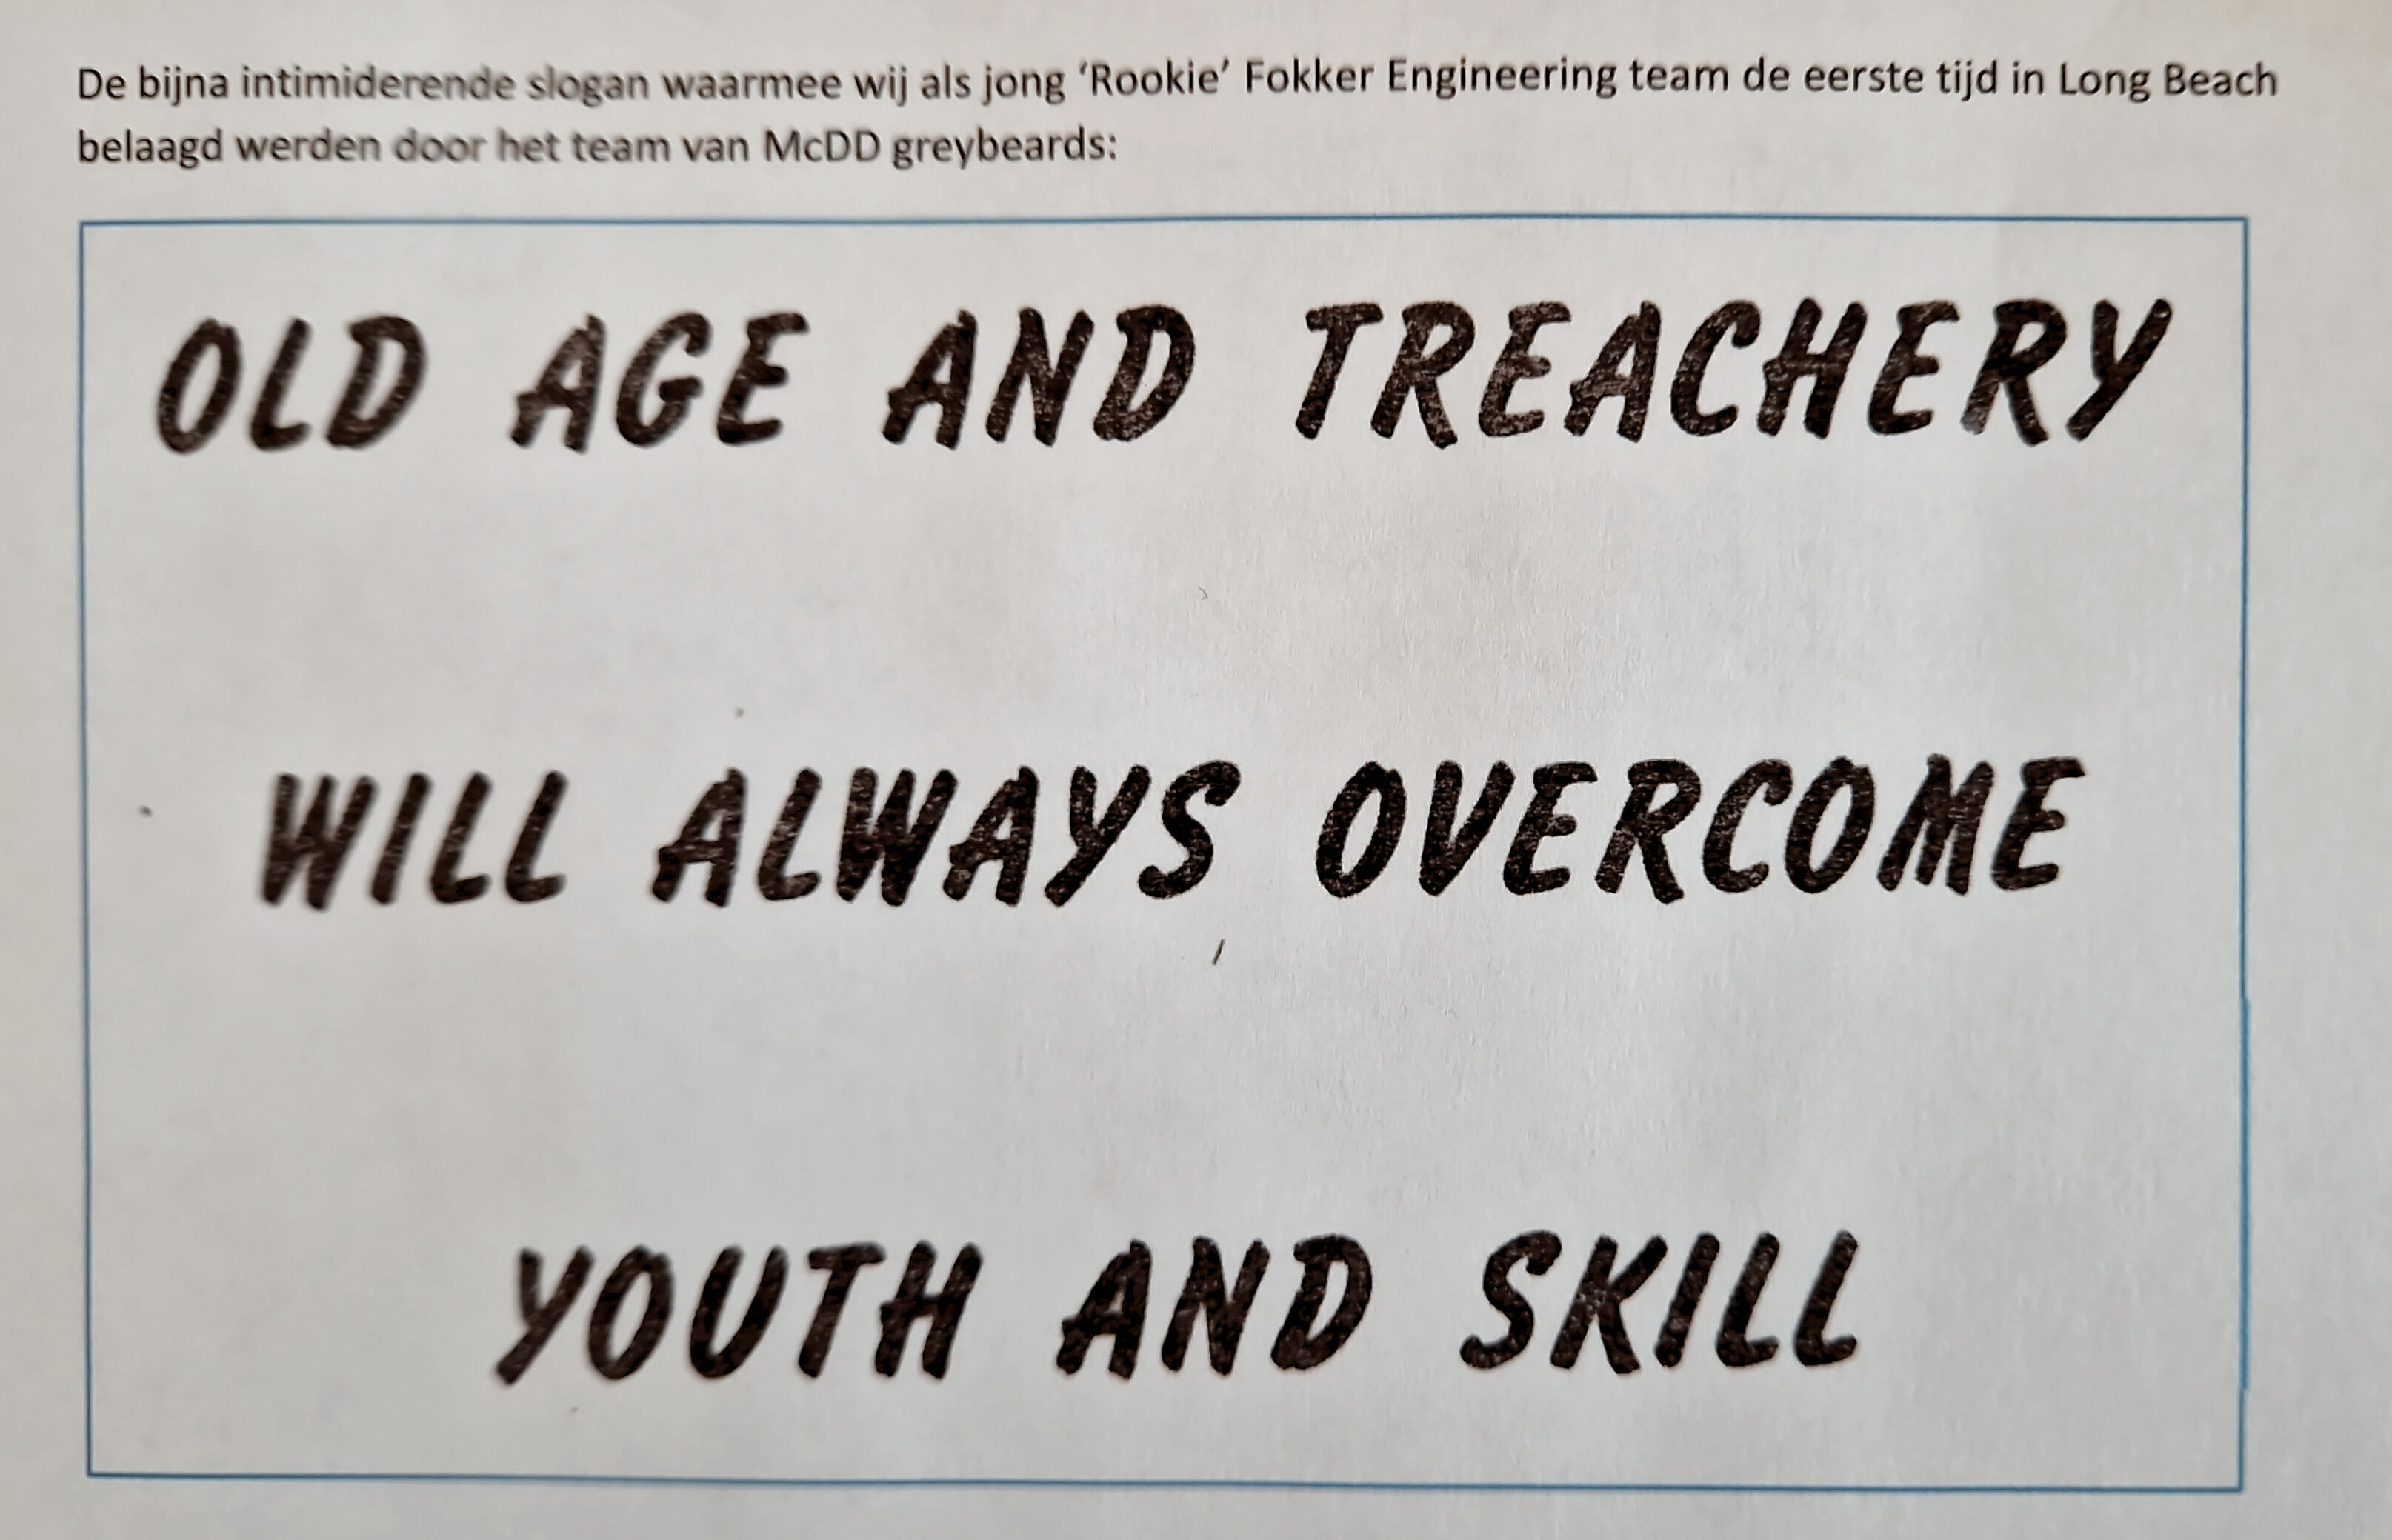 De bijna intimiderende slogan waarmee wij als jong ‘Rookie’ Fokker Engineering team de eerste tijd in Long Beach
belaagd werden door het team van McDD greybeards:
OLD AGE AND TREACHERY
WILL ALWAYS OVERCOME
YOUTH AND SKILL